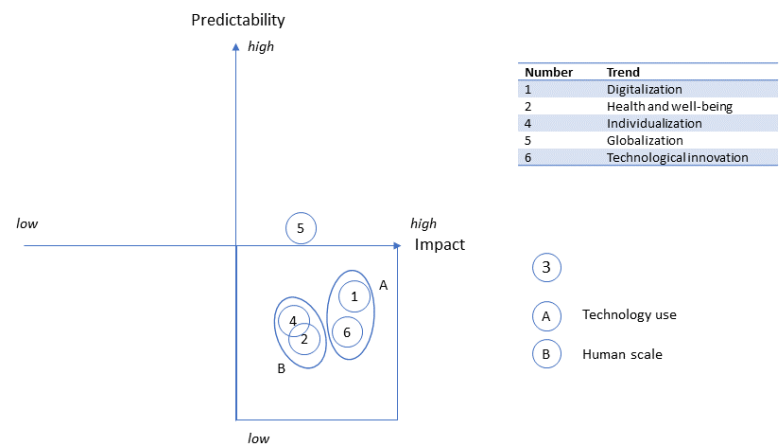 Predictability
high
Number Trend
1 Digitalization
2 Health and well-being
4 Individualization
5 Globalization
6 Technological innovation
low
5
high
Impact
3
A
1
4
6
2
B
A Technology use
B Human scale
low